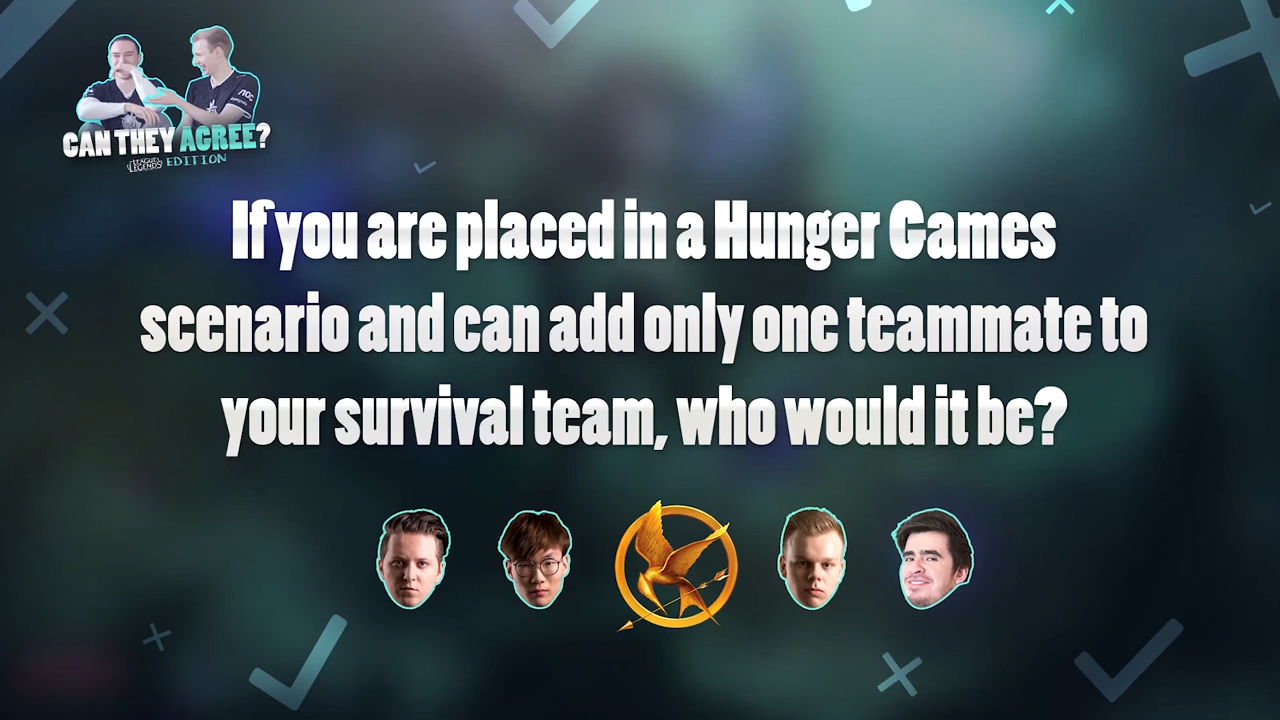 CAN THEY AGREE?
LEAGUE OF LEGENDS EDITION
AOC
If you are placed in a Hunger Games
scenario and can add only one teammate to
your survival team, who would it be?